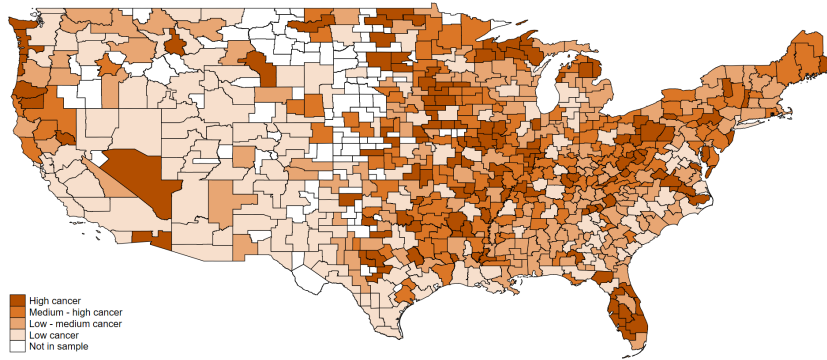 High cancer
Medium - high cancer
Low - medium cancer
Low cancer
Not in sample